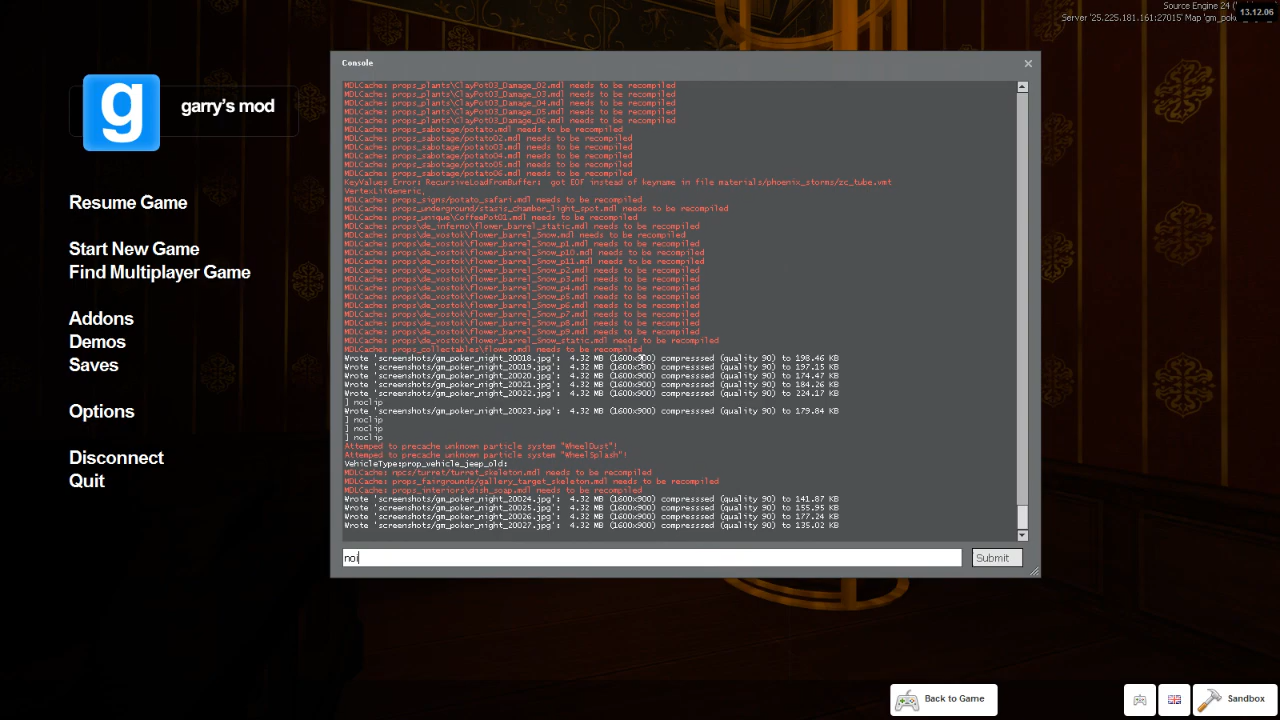 Source Engine 24 ('
13.12.06
Server '25.225.181.161:27015' Map 'gm_pok
Console
g
garry's mod
Resume Game
Start New Game
Find Multiplayer Game
Addons
Demos
Saves
Options
Disconnect
Quit
MDLCache: props_plants\ClayPot03_Damage_02.mdl needs to be recompiled
MDLCache: props_plants\ClayPot03_Damage_03.mdl needs to be recompiled
MDLCache: props_plants\ClayPot03_Damage_04.mdl needs to be recompiled
MDLCache: props_plants\ClayPot03_Damage_05.mdl needs to be recompiled
MDLCache: props_plants\ClayPot03_Damage_06.mdl needs to be recompiled
MDLCache: props_sabotage/potato.mdl needs to be recompiled
MDLCache: props_sabotage/potato02.mdl needs to be recompiled
MDLCache: props_sabotage/potato03.mdl needs to be recompiled
MDLCache: props_sabotage/potato04.mdl needs to be recompiled
MDLCache: props_sabotage/potato05.mdl needs to be recompiled
MDLCache: props_sabotage/potato06.mdl needs to be recompiled
KeyValues Error: RecursiveLoadFromBuffer: got EOF instead of keyname in file materials/phoenix_storms/zc_tube.vmt
VertexLitGeneric,
MDLCache: props_signs/potato_safari.mdl needs to be recompiled
MDLCache: props_underground/stasis_chamber_light_spot.mdl needs to be recompiled
MDLCache: props_unique\CoffeePot01.mdl needs to be recompiled
MDLCache: props\de_inferno\flower_barrel_static.mdl needs to be recompiled
MDLCache: props\de_vostok\flower_barrel_Snow.mdl needs to be recompiled
MDLCache: props\de_vostok\flower_barrel_Snow_p1.mdl needs to be recompiled
MDLCache: props\de_vostok\flower_barrel_Snow_p10.mdl needs to be recompiled
MDLCache: props\de_vostok\flower_barrel_Snow_p11.mdl needs to be recompiled
MDLCache: props\de_vostok\flower_barrel_Snow_p2.mdl needs to be recompiled
MDLCache: props\de_vostok\flower_barrel_Snow_p3.mdl needs to be recompiled
MDLCache: props\de_vostok\flower_barrel_Snow_p4.mdl needs to be recompiled
MDLCache: props\de_vostok\flower_barrel_Snow_p5.mdl needs to be recompiled
MDLCache: props\de_vostok\flower_barrel_Snow_p6.mdl needs to be recompiled
MDLCache: props\de_vostok\flower_barrel_Snow_p7.mdl needs to be recompiled
MDLCache: props\de_vostok\flower_barrel_Snow_p8.mdl needs to be recompiled
MDLCache: props\de_vostok\flower_barrel_Snow_p9.mdl needs to be recompiled
MDLCache: props\de_vostok\flower_barrel_Snow_static.mdl needs to be recompiled
MDLCache: props_collectables\flower.mdl needs to be recompiled
Wrote 'screenshots/gm_poker_night_20018.jpg': 4.32 MB (1600x900) compresssed (quality 90) to 198.46 KB
Wrote 'screenshots/gm_poker_night_20019.jpg': 4.32 MB (1600x900) compresssed (quality 90) to 197.15 KB
Wrote 'screenshots/gm_poker_night_20020.jpg': 4.32 MB (1600x900) compresssed (quality 90) to 174.47 KB
Wrote 'screenshots/gm_poker_night_20021.jpg': 4.32 MB (1600x900) compresssed (quality 90) to 184.26 KB
Wrote 'screenshots/gm_poker_night_20022.jpg': 4.32 MB (1600x900) compresssed (quality 90) to 224.17 KB
] noclip
Wrote 'screenshots/gm_poker_night_20023.jpg': 4.32 MB (1600x900) compresssed (quality 90) to 179.84 KB
] noclip
] noclip
] noclip
Attemped to precache unknown particle system "WheelDust"!
Attemped to precache unknown particle system "WheelSplash"!
VehicleType:prop_vehicle_jeep_old:
MDLCache: npcs/turret/turret_skeleton.mdl needs to be recompiled
MDLCache: props_fairgrounds/gallery_target_skeleton.mdl needs to be recompiled
MDLCache: props_interiors\dish_soap.mdl needs to be recompiled
Wrote 'screenshots/gm_poker_night_20024.jpg': 4.32 MB (1600x900) compresssed (quality 90) to 141.87 KB
Wrote 'screenshots/gm_poker_night_20025.jpg': 4.32 MB (1600x900) compresssed (quality 90) to 155.95 KB
Wrote 'screenshots/gm_poker_night_20026.jpg': 4.32 MB (1600x900) compresssed (quality 90) to 177.24 KB
Wrote 'screenshots/gm_poker_night_20027.jpg': 4.32 MB (1600x900) compresssed (quality 90) to 135.02 KB
noi
Submit
Back to Game
Sandbox